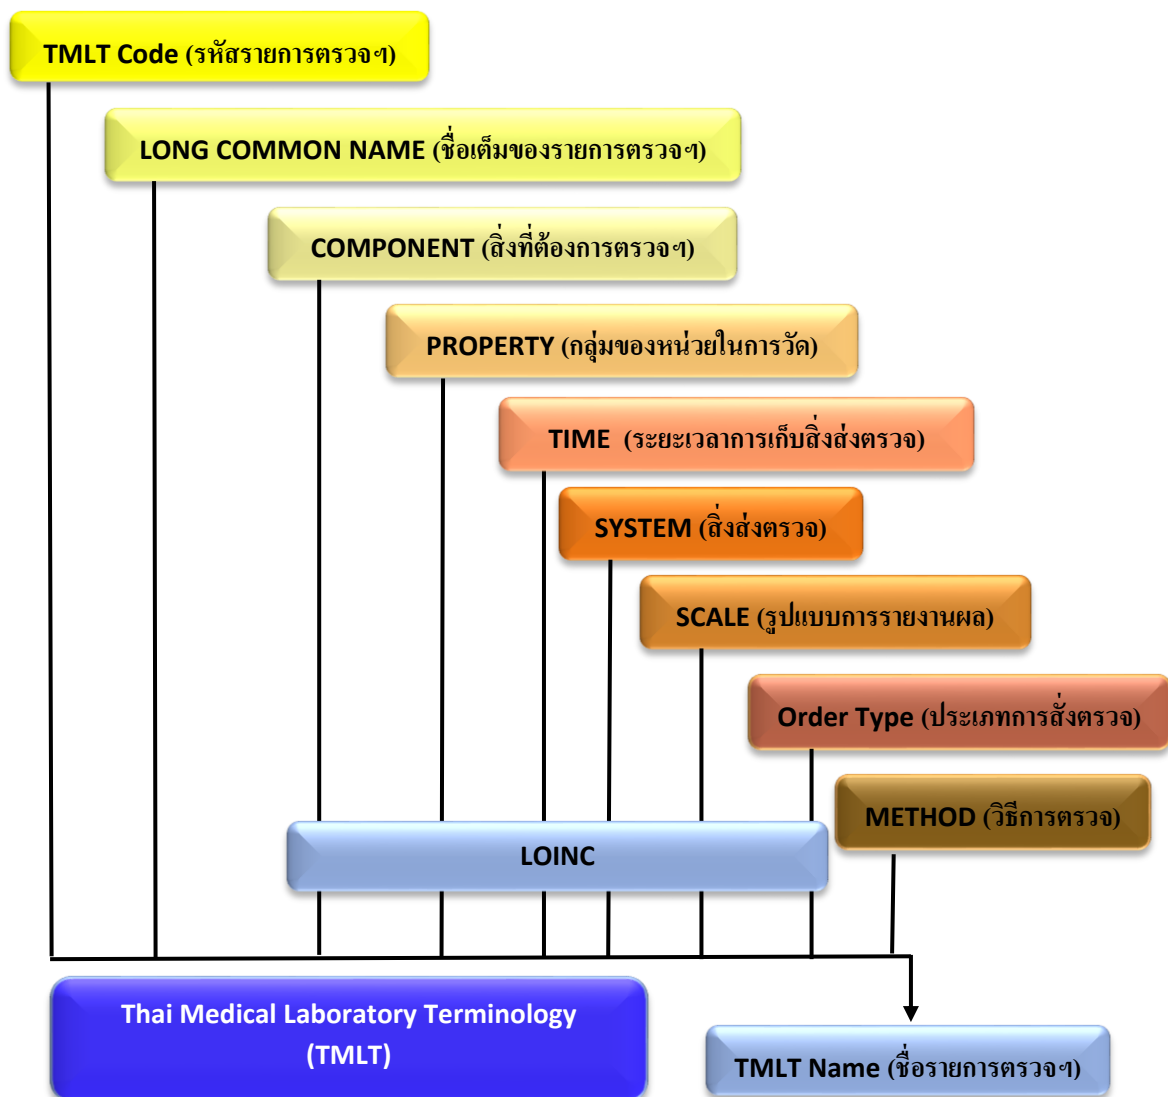 TMLT Code (รหัสรายการตรวจฯ)
LONG COMMON NAME (ชื่อเต็มของรายการตรวจฯ)
COMPONENT (สิ่งที่ต้องการตรวจฯ)
PROPERTY (กลุ่มของหน่วยในการวัด)
TIME (ระยะเวลาการเก็บสิ่งส่งตรวจ)
SYSTEM (สิ่งส่งตรวจ)
SCALE (รูปแบบการรายงานผล)
Order Type (ประเภทการสั่งตรวจ)
METHOD (วิธีการตรวจ)
LOINC
Thai Medical Laboratory Terminology
(TMLT)
TMLT Name (ชื่อรายการตรวจฯ)